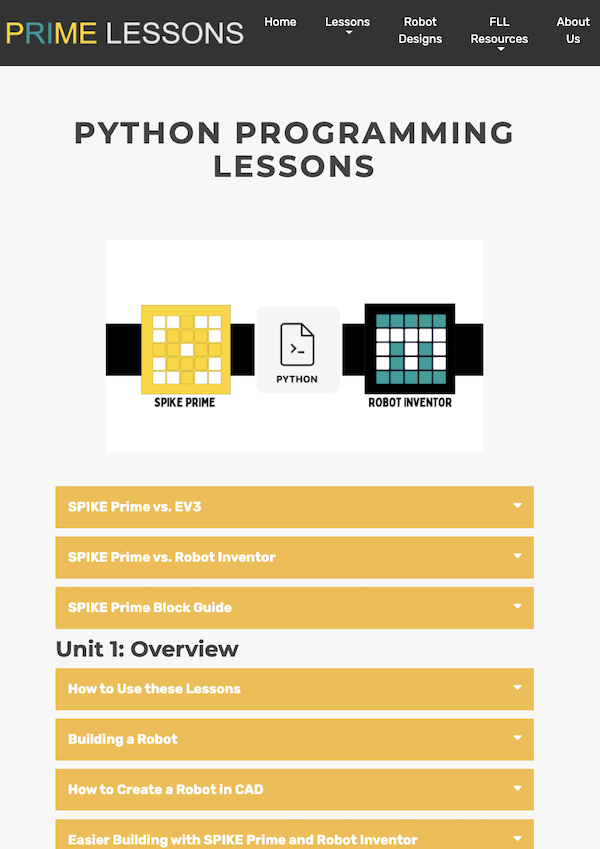 PRIME LESSONS
Home
Lessons
Robot
Designs
FLL
Resources
About
Us
PYTHON PROGRAMMING
LESSONS
PYTHON
SPIKE PRIME
ROBOT INVENTOR
SPIKE Prime vs. EV3
SPIKE Prime vs. Robot Inventor
SPIKE Prime Block Guide
Unit 1: Overview
How to Use these Lessons
Building a Robot
How to Create a Robot in CAD
Easier Building with SPIKE Prime and Robot Inventor